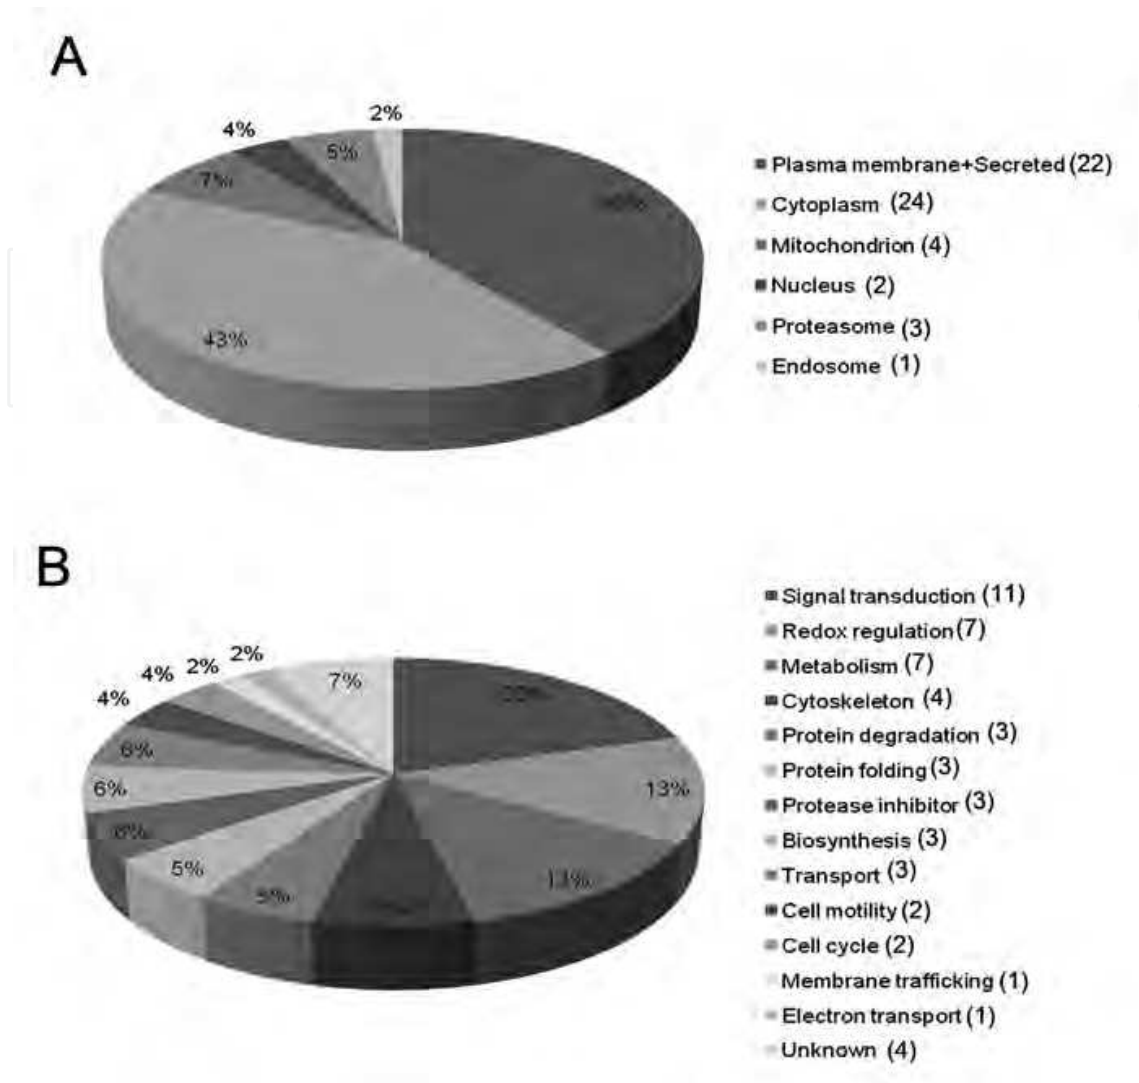 A
2%
4%
5%
7%
43%
Plasma membrane+Secreted (22)
Cytoplasm (24)
Mitochondrion (4)
Nucleus (2)
Proteasome (3)
Endosome (1)
B
2%
2%
4%
4%
7%
6%
6%
6%
5%
5%
13%
13%
Signal transduction (11)
Redox regulation (7)
Metabolism (7)
Cytoskeleton (4)
Protein degradation (3)
Protein folding (3)
Protease inhibitor (3)
Biosynthesis (3)
Transport (3)
Cell motility (2)
Cell cycle (2)
Membrane trafficking (1)
Electron transport (1)
Unknown (4)